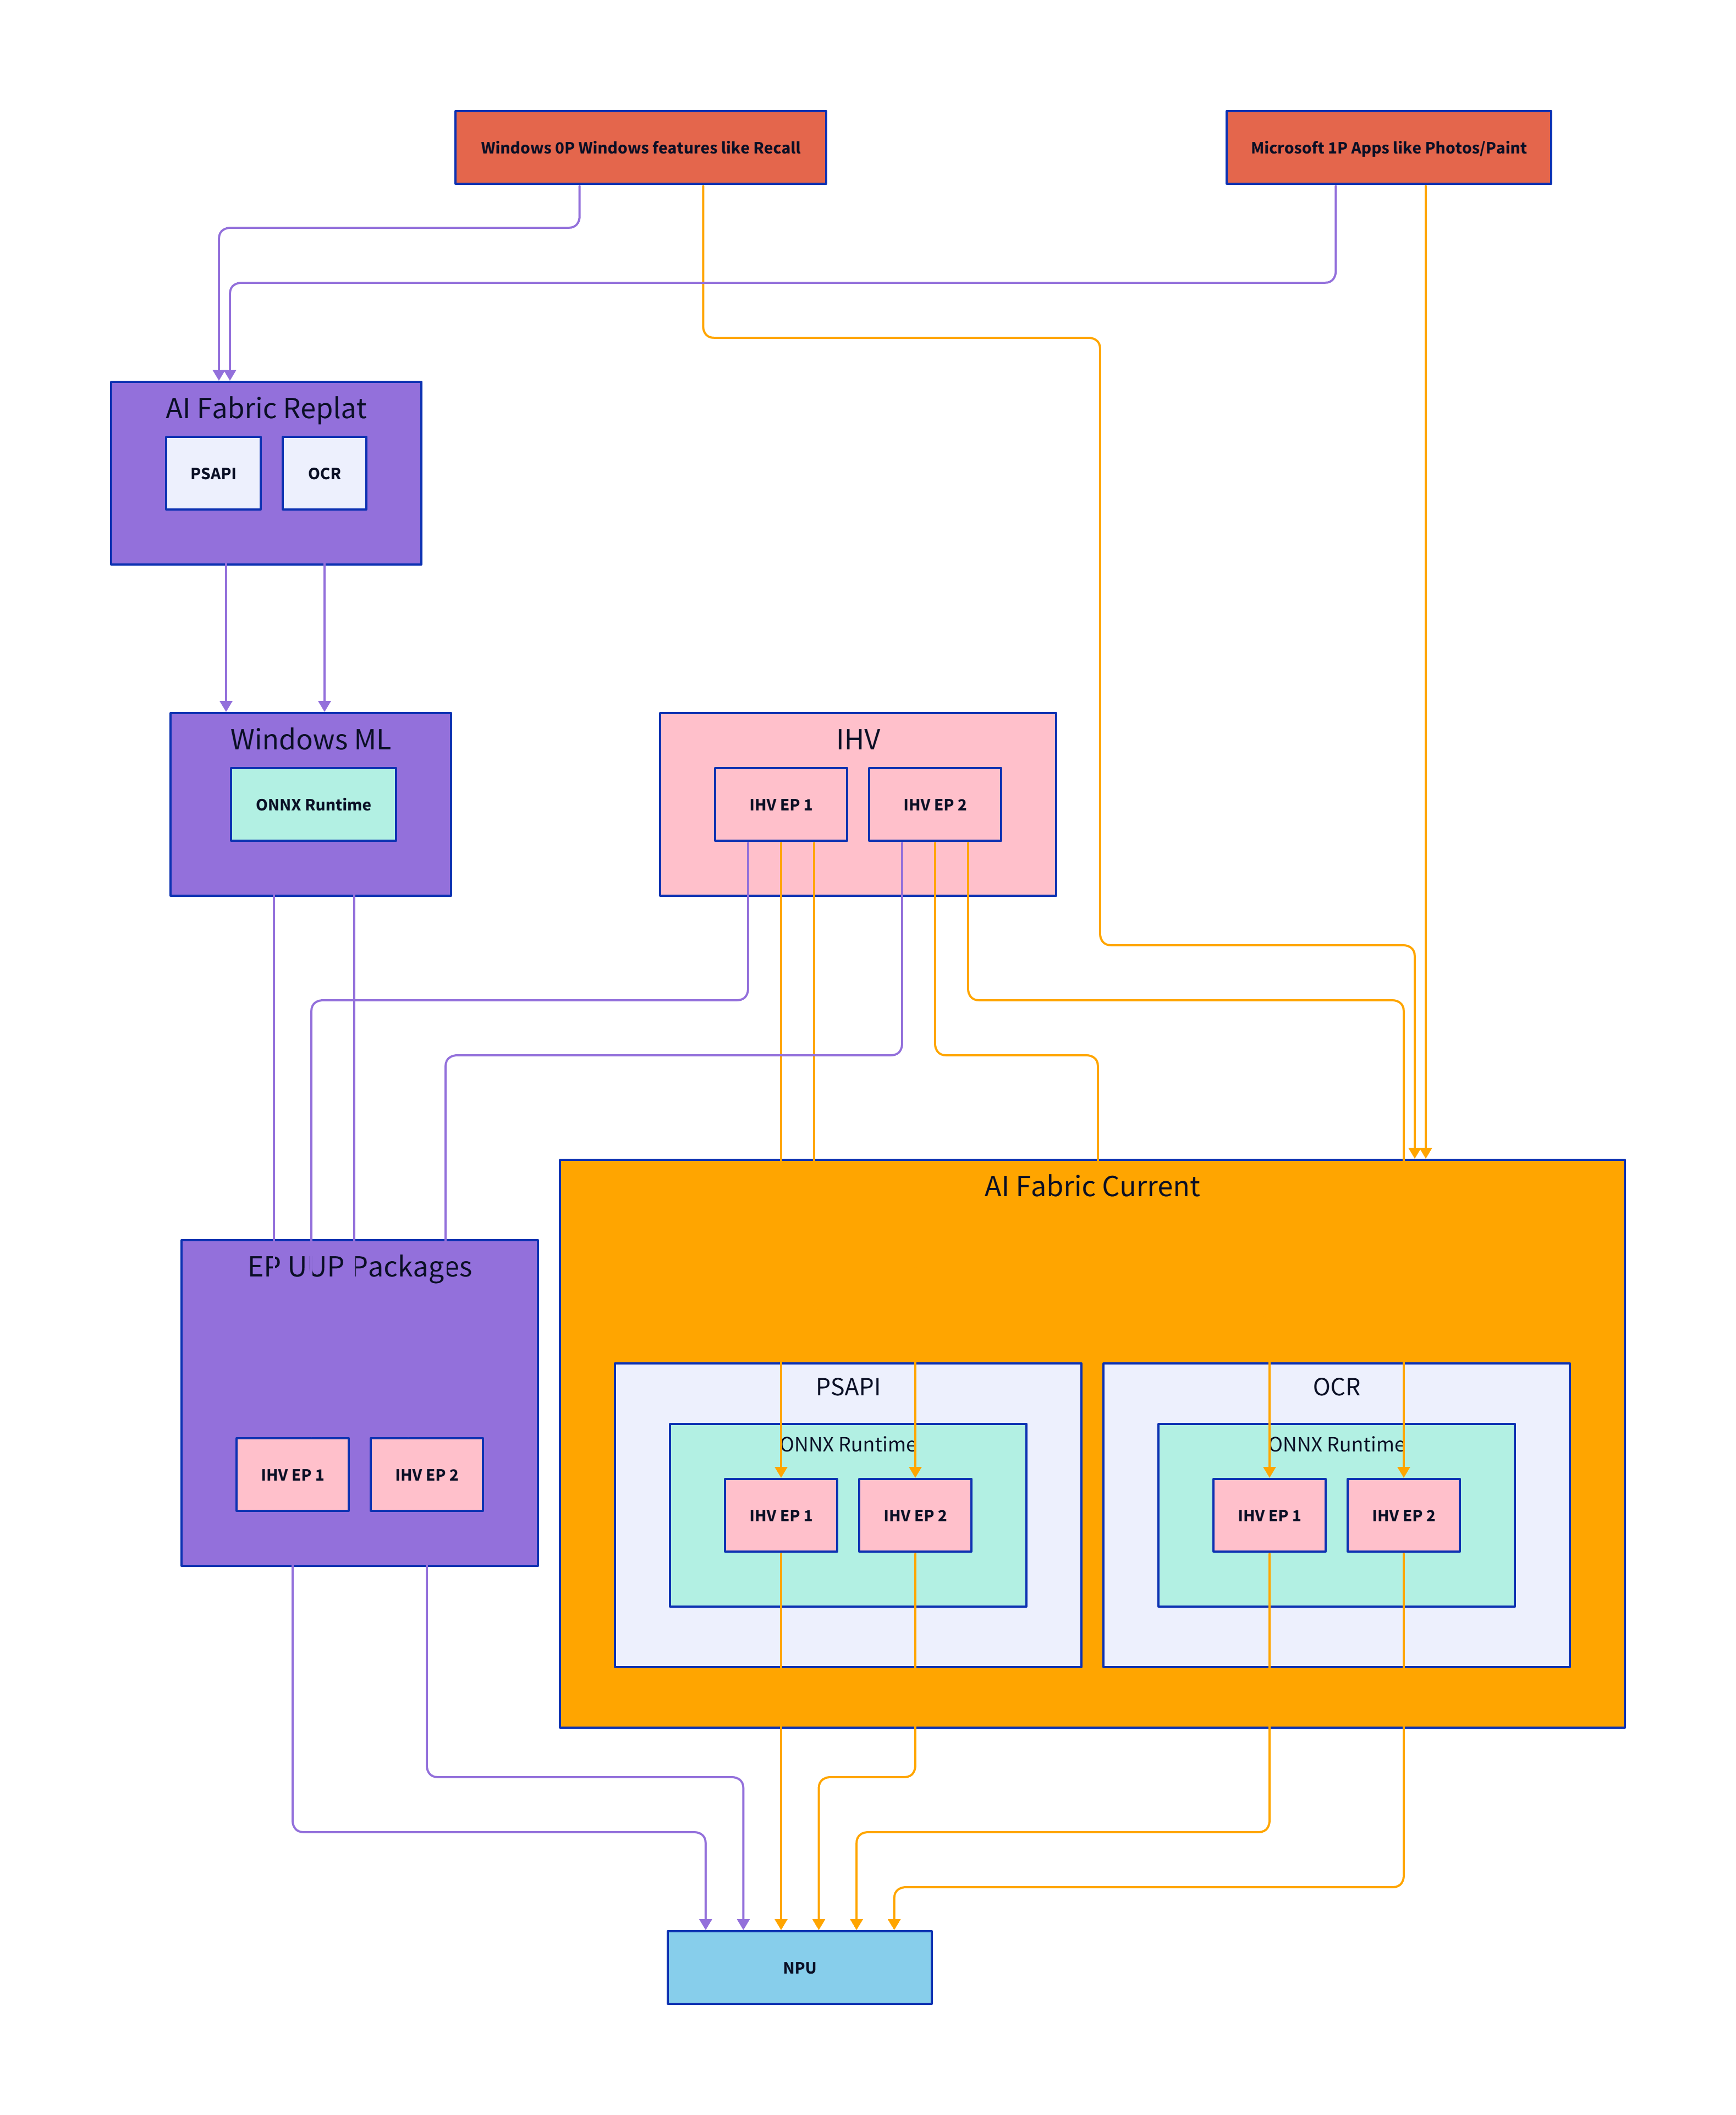 Windows 0P Windows features like Recall
Microsoft 1P Apps like Photos/Paint
AI Fabric Replat
PSAPI
OCR
Windows ML
ONNX Runtime
IHV
IHV EP 1
IHV EP 2
AI Fabric Current
EP UUP Packages
IHV EP 1
IHV EP 2
PSAPI
ONNX Runtime
IHV EP 1
IHV EP 2
OCR
ONNX Runtime
IHV EP 1
IHV EP 2
NPU